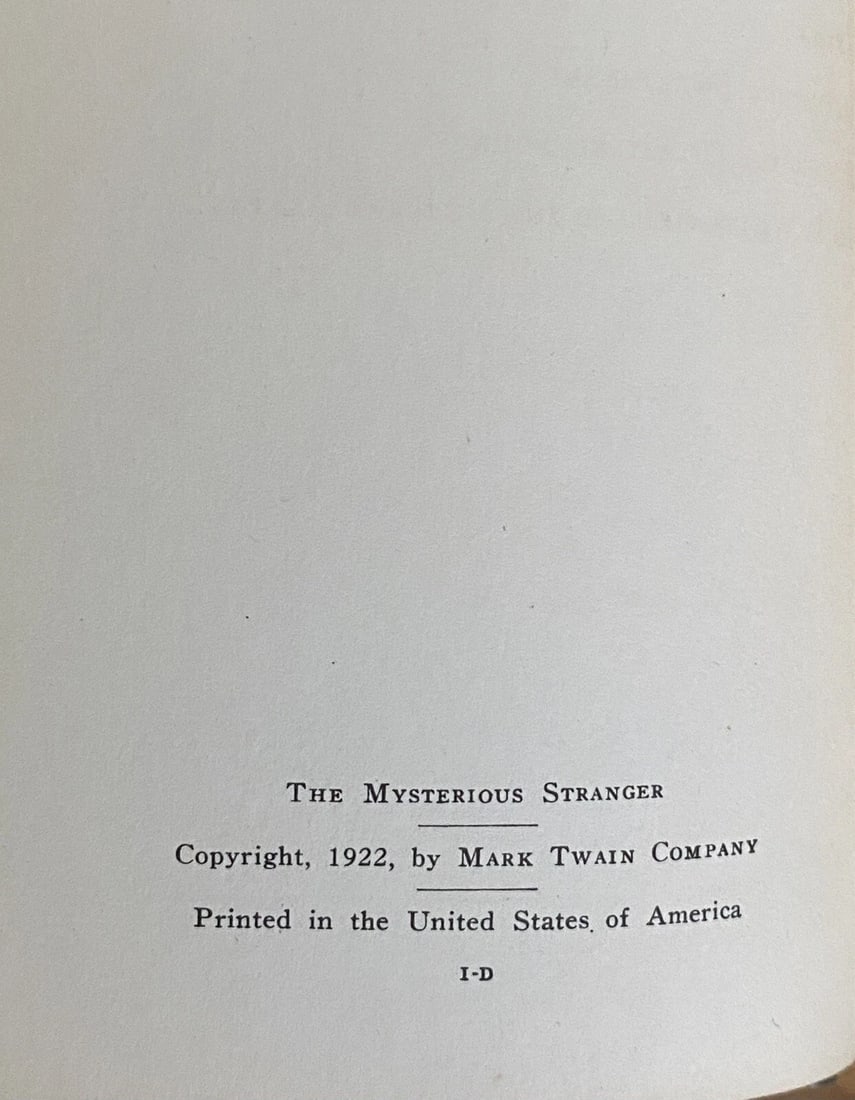 The Mysterious Stranger
Copyright, 1922, by Mark Twain Company
Printed in the United States of America
I-D